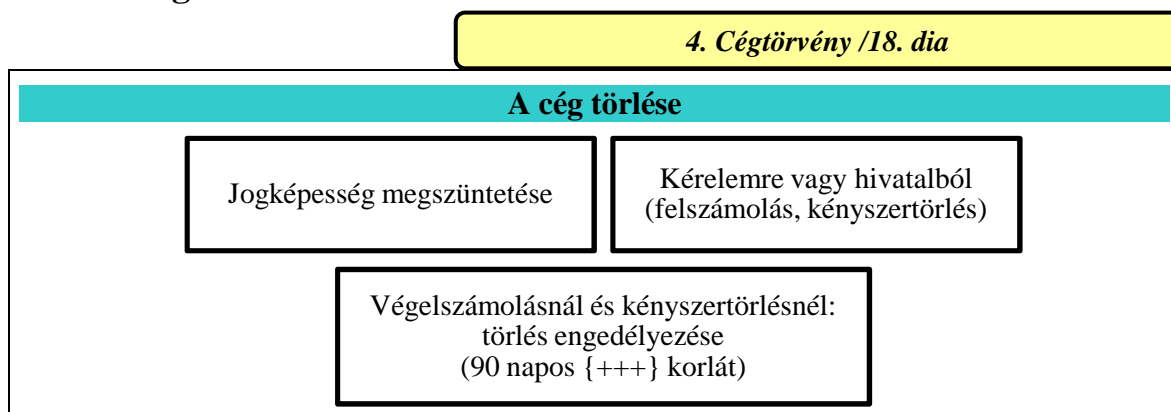 4. Cégtörvény /18. dia
A cég törlése
Jogképesség megszüntetése
Kérelemre vagy hivatalból
(felszámolás, kényszertörlés)
Végelszámolásnál és kényszertörlésnél:
törlés engedélyezése
(90 napos {+++} korlát)